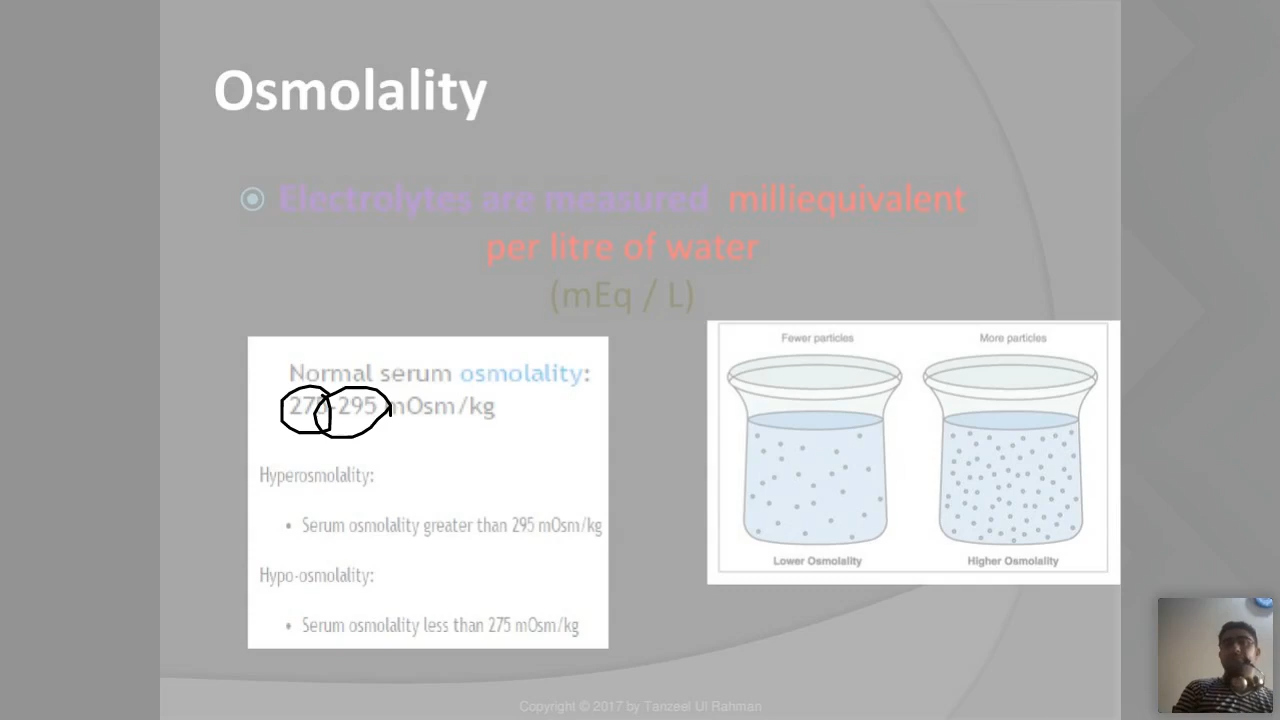 Osmolality
Electrolytes are measured milliequivalent
per litre of water
(mEq / L)
Normal serum osmolality:
275-295 mOsm/kg
Hyperosmolality:
• Serum osmolality greater than 295 mOsm/kg
Hypo-osmolality:
• Serum osmolality less than 275 mOsm/kg
Fewer particles
More particles
Lower Osmolality
Higher Osmolality
Copyright © 2017 by Tanzeel Ul Rahman